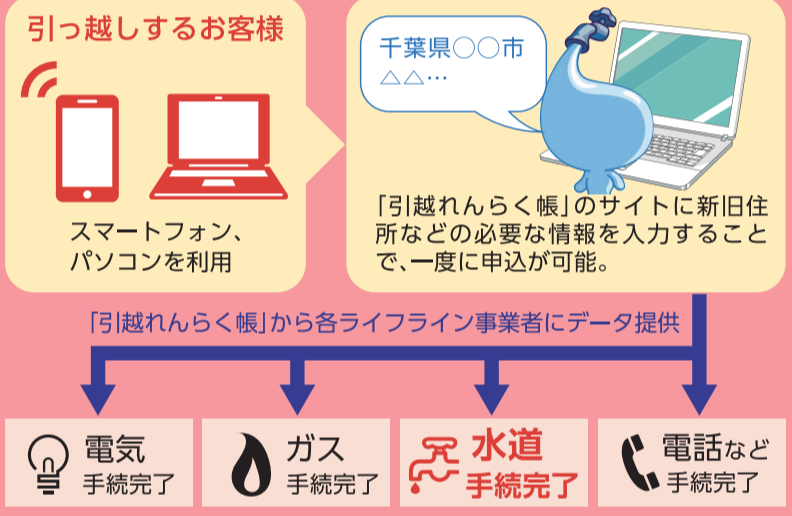 引っ越しするお客様
スマートフォン、
パソコンを利用
千葉県○○市
△△…
「引越れんらく帳」のサイトに新旧住
所などの必要な情報を入力すること
で、一度に申込が可能。
「引越れんらく帳」から各ライフライン事業者にデータ提供
電気
手続完了
ガス
手続完了
水道
手続完了
電話など
手続完了